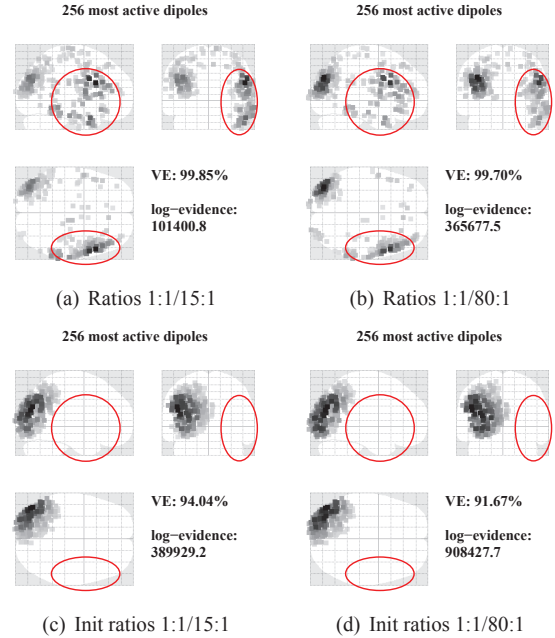 256 most active dipoles
256 most active dipoles
VE: 99.85%
log−evidence:
101400.8
VE: 99.70%
log−evidence:
365677.5
(a) Ratios 1:1/15:1
(b) Ratios 1:1/80:1
256 most active dipoles
256 most active dipoles
VE: 94.04%
log−evidence:
389929.2
VE: 91.67%
log−evidence:
908427.7
(c) Init ratios 1:1/15:1
(d) Init ratios 1:1/80:1